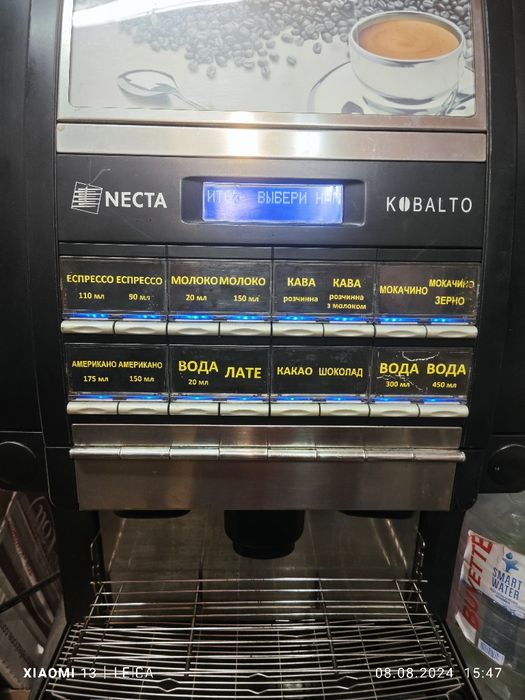 NECTA
ВЫБЕРИ
KOBALTO
ЕСПРЕССО ЕСПРЕССО
110 мл 90 мл
МОЛОКО МОЛОКО
20 мл 150 мл
КАВА КАВА
розчинна розчинна
з молоком
МОКАЧИНО МОКАЧИНО
ЗЕРНО
АМЕРИКАНО АМЕРИКАНО
175 мл 150 мл
ВОДА ЛАТЕ
20 мл
КАКАО ШОКОЛАД
ВОДА ВОДА
300 мл 450 мл
BUVETTE
SMART
WATER
XIAOMI 13 | LEICA
08.08.2024 15:47